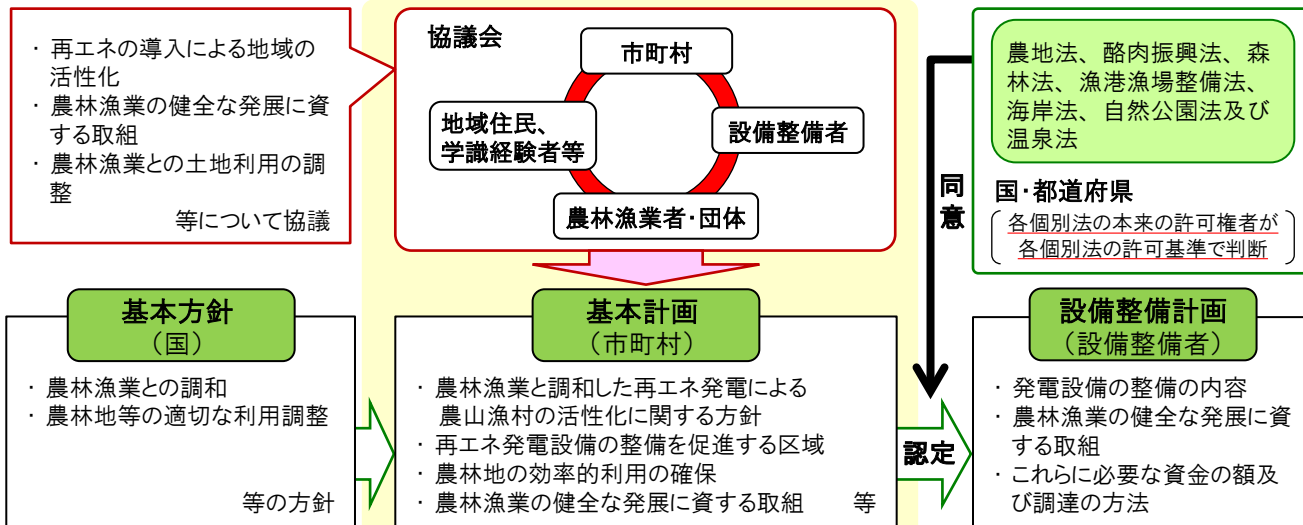 ・ 再エネの導入による地域の
活性化
・ 農林漁業の健全な発展に資
する取組
・ 農林漁業との土地利用の調
整
等について協議
協議会
市町村
地域住民、
学識経験者等
設備整備者
農林漁業者・団体
農地法、酪肉振興法、森
林法、漁港漁場整備法、
海岸法、自然公園法及び
温泉法
国・都道府県
各個別法の本来の許可権者が
各個別法の許可基準で判断
同意
基本方針
（国）
・ 農林漁業との調和
・ 農林地等の適切な利用調整
等の方針
基本計画
（市町村）
・ 農林漁業と調和した再エネ発電による
農山漁村の活性化に関する方針
・ 再エネ発電設備の整備を促進する区域
・ 農林地の効率的利用の確保
・ 農林漁業の健全な発展に資する取組 等
認定
設備整備計画
（設備整備者）
・ 発電設備の整備の内容
・ 農林漁業の健全な発展に資
する取組
・ これらに必要な資金の額及
び調達の方法